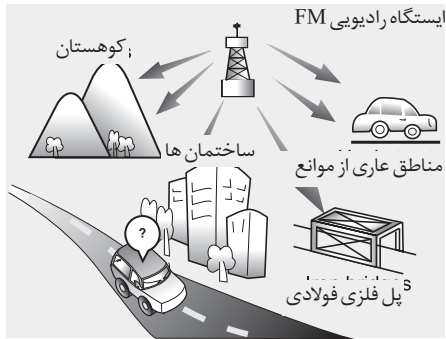 ایستگاه رادیویی FM
کوهستان
ساختمان ها
مناطق عاری از موانع
?
پل فلزی فولادی